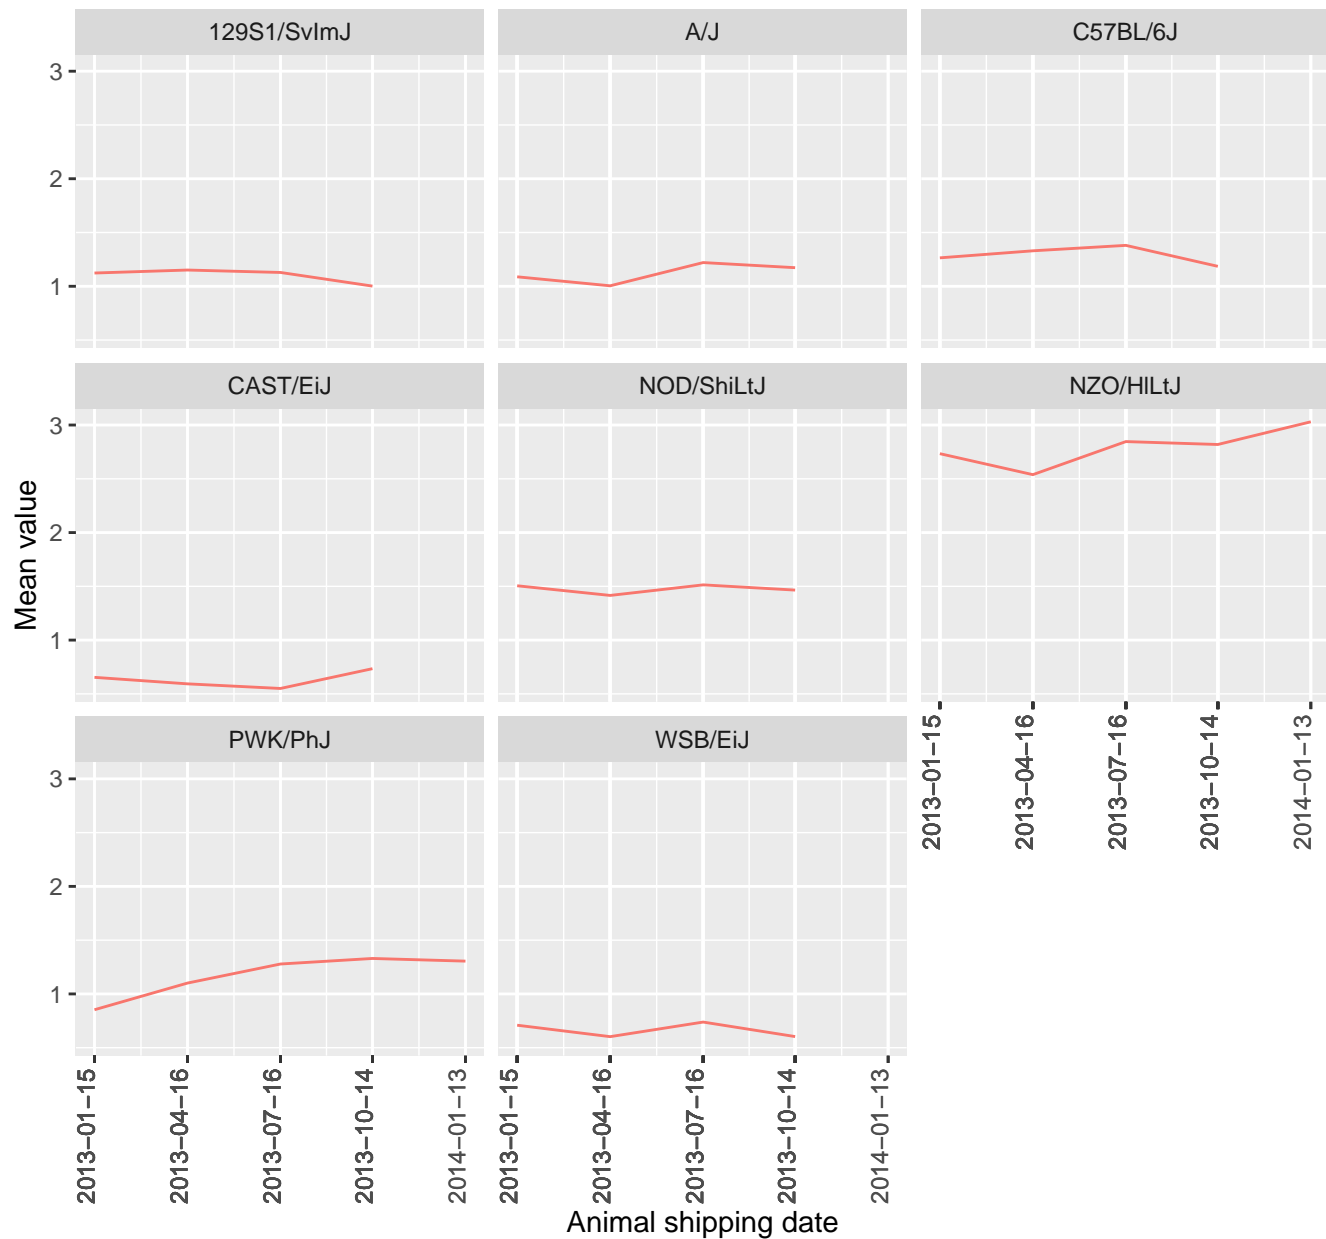 129S1/SvImJ
A/J
C57BL/6J
3
2
1
CAST/EiJ
NOD/ShiLtJ
NZO/HlLtJ
3
2
1
2013−01−15
2013−04−16
2013−07−16
2013−10−14
2014−01−13
PWK/PhJ
WSB/EiJ
3
2
1
2013−01−15
2013−04−16
2013−07−16
2013−10−14
2014−01−13
2013−01−15
2013−04−16
2013−07−16
2013−10−14
2014−01−13
Animal shipping date
Mean value